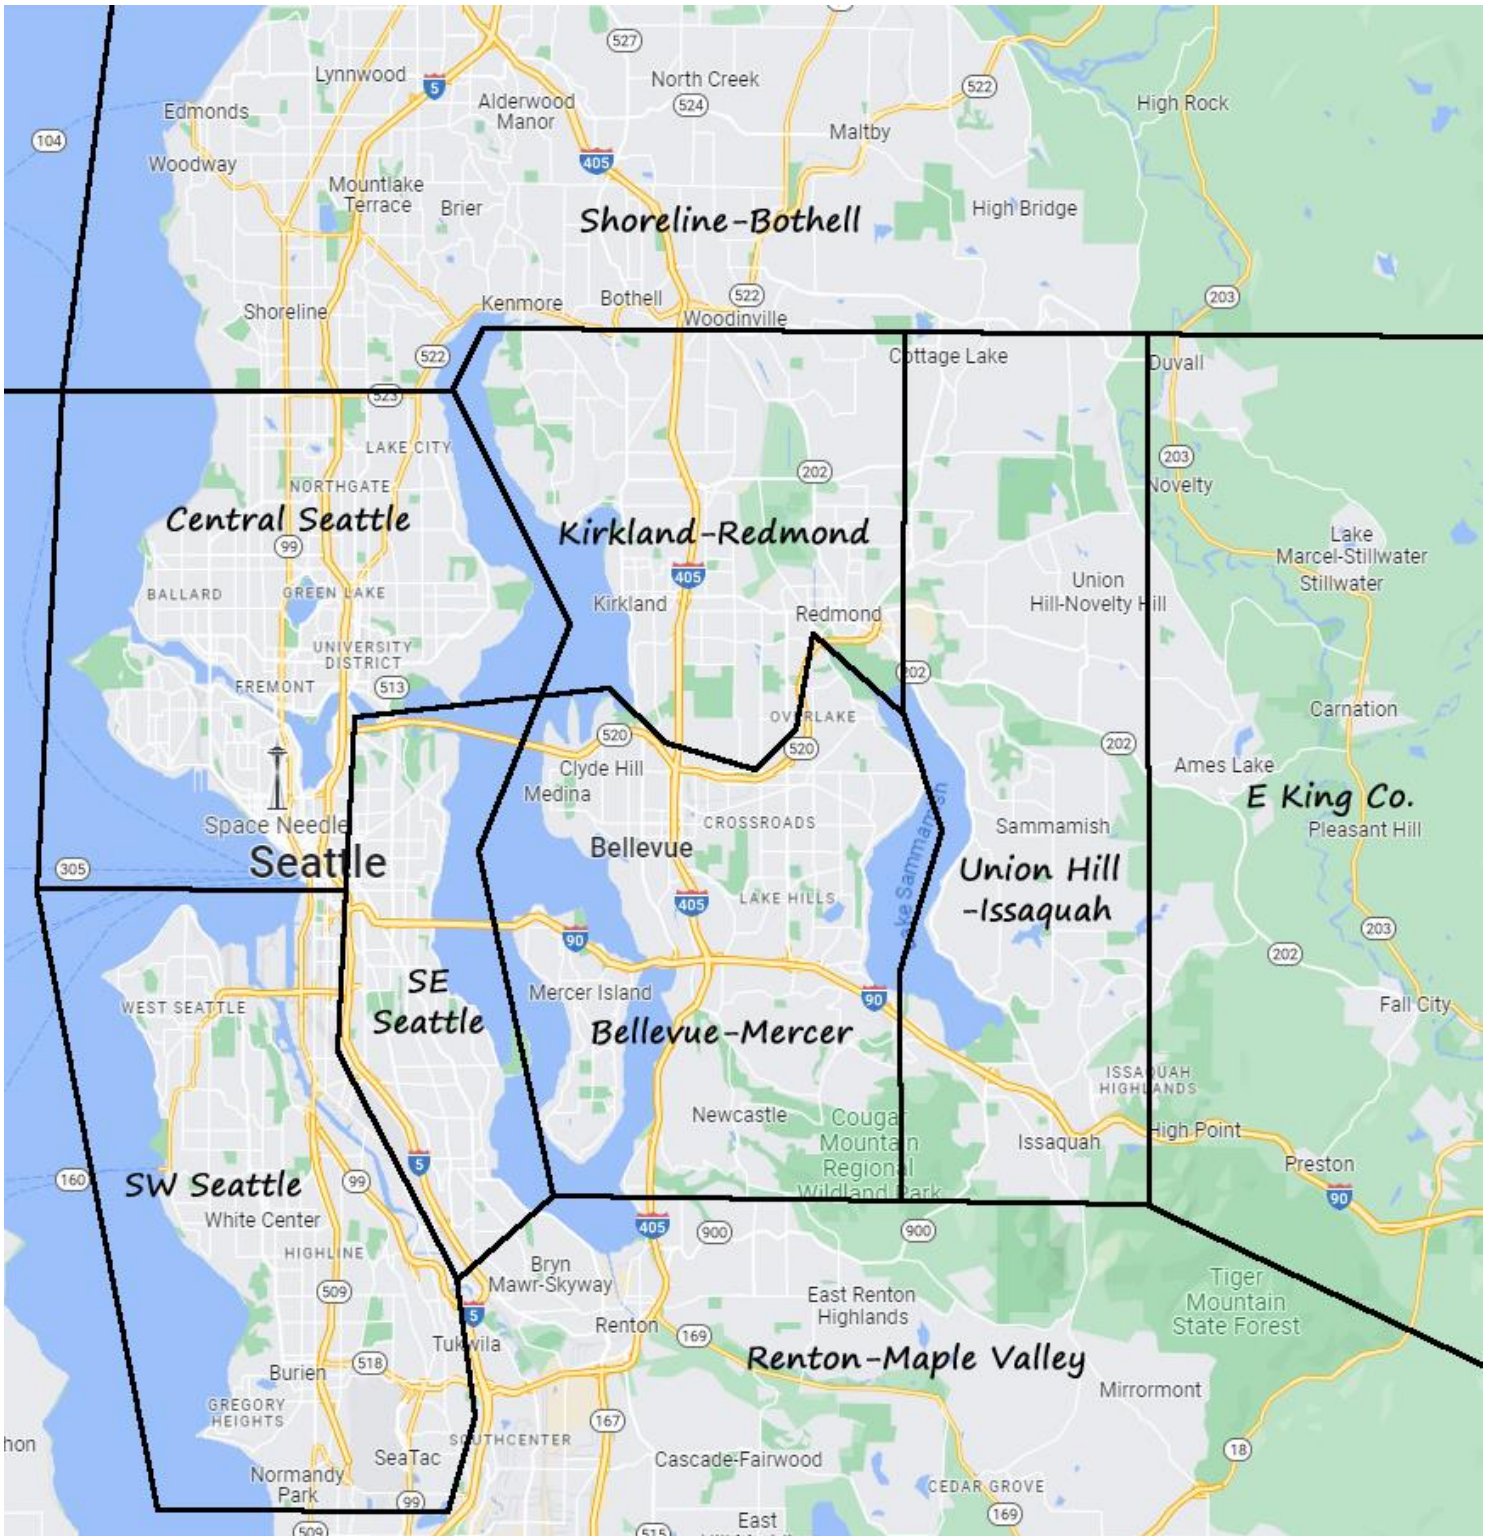 527
Lynnwood
North Creek
5
522
Alderwood
Manor
524
High Rock
Edmonds
Maltby
104
405
Woodway
Mountlake
Terrace
Brier
High Bridge
Shoreline-Bothell
522
203
Bothell
Kenmore
Shoreline
Woodinville
522
Cottage Lake
Duvall
523
LAKE CITY
203
202
NORTHGATE
Novelty
Central Seattle
Kirkland-Redmond
99
Lake
Marcel-Stillwater
405
Union
Hill-Novelty Hill
Stillwater
BALLARD
GREEN LAKE
Kirkland
Redmond
UNIVERSITY
DISTRICT
202
FREMONT
513
Carnation
OVERLAKE
520
520
202
Clyde Hill
Ames Lake
Medina
E King Co.
Space Needle
CROSSROADS
Lake Sammamish
Sammamish
Pleasant Hill
Bellevue
Seattle
305
Union Hill
-Issaquah
405
LAKE HILLS
90
203
202
SE
Seattle
Mercer Island
90
WEST SEATTLE
Fall City
Bellevue-Mercer
ISSAQUAH
HIGHLANDS
Newcastle
Cougar
Mountain
Regional
Wildland Park
Issaquah
High Point
5
Preston
160
SW Seattle
99
90
White Center
405
900
900
HIGHLINE
Bryn
Mawr-Skyway
509
Tiger
Mountain
State Forest
East Renton
Highlands
5
Renton
169
Tukwila
518
Renton-Maple Valley
Burien
Mirrormont
GREGORY
HEIGHTS
167
hon
SOUTHCENTER
18
SeaTac
Cascade-Fairwood
Normandy
Park
99
CEDAR GROVE
169
East
509
515